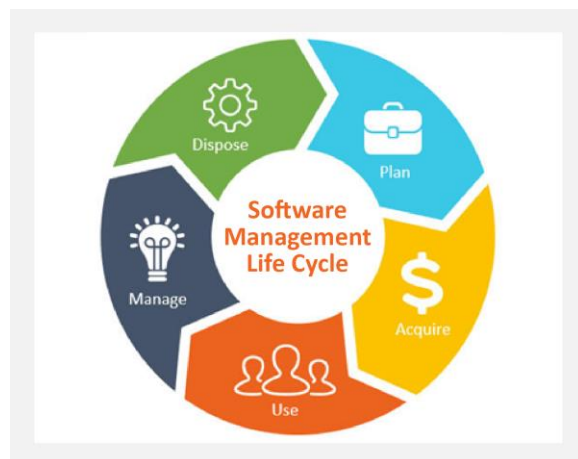 Software
Management
Life Cycle
Plan
Acquire
Use
Manage
Dispose